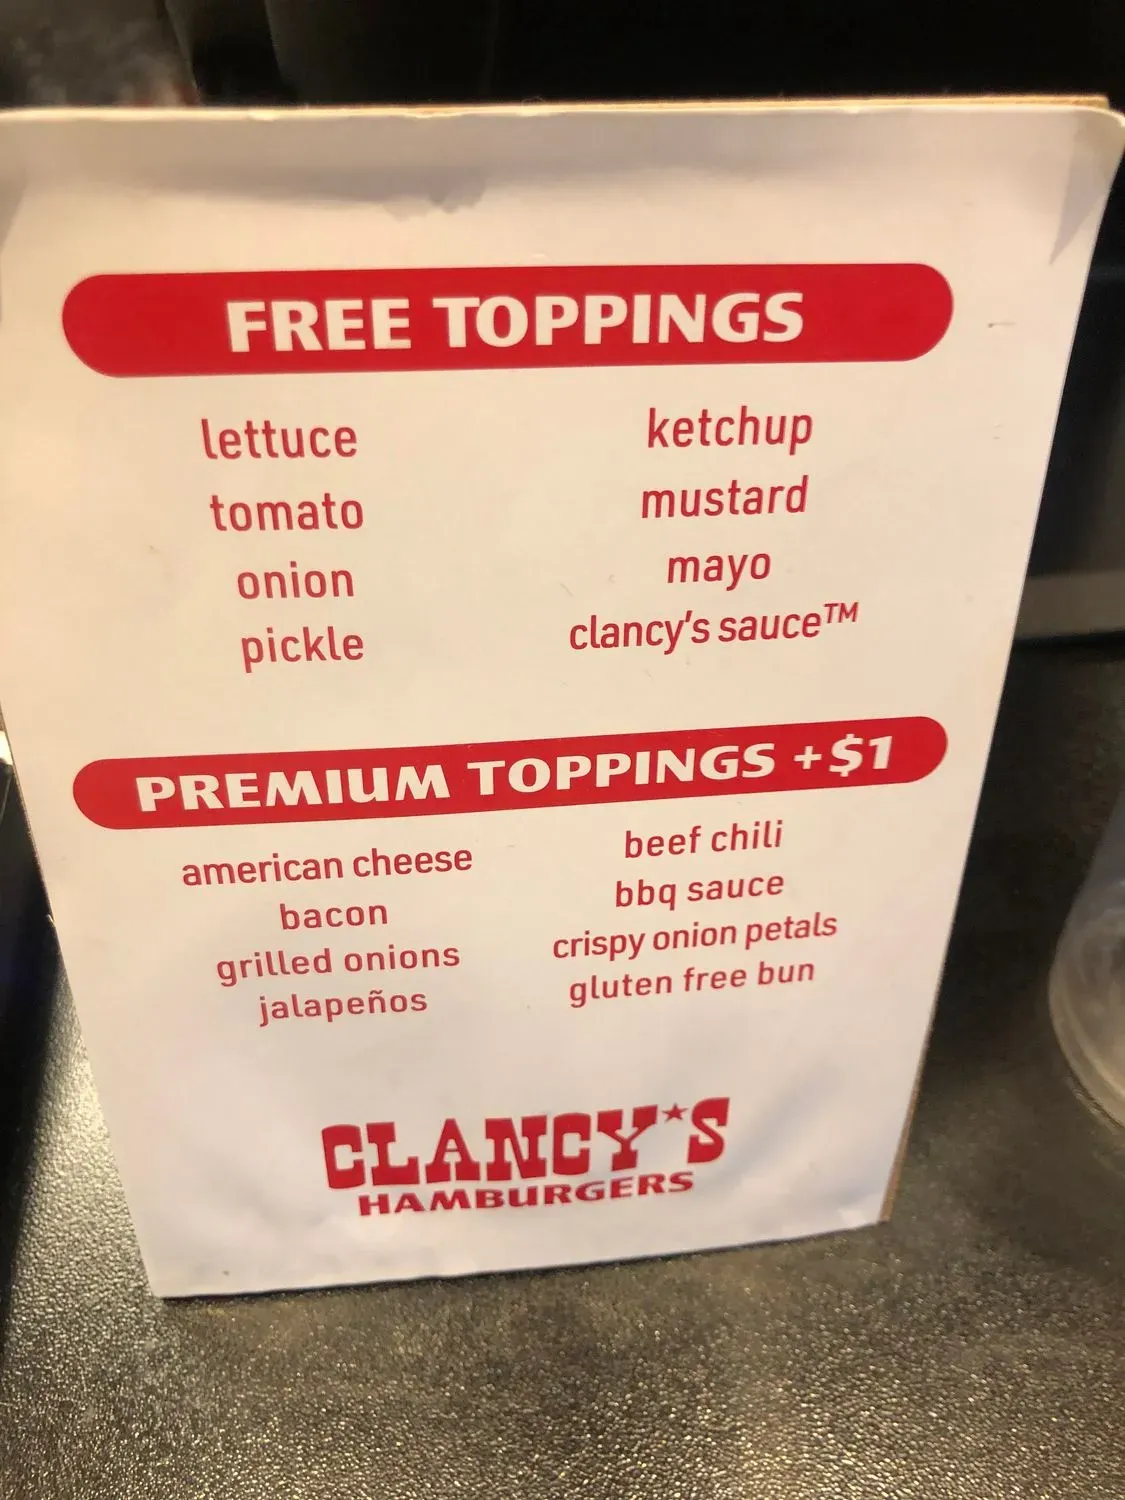 FREE TOPPINGS
lettuce
tomato
onion
pickle
ketchup
mustard
mayo
clancy's sauce™
PREMIUM TOPPINGS +$1
american cheese
bacon
grilled onions
jalapeños
beef chili
bbq sauce
crispy onion petals
gluten free bun
CLANCY'S
HAMBURGERS